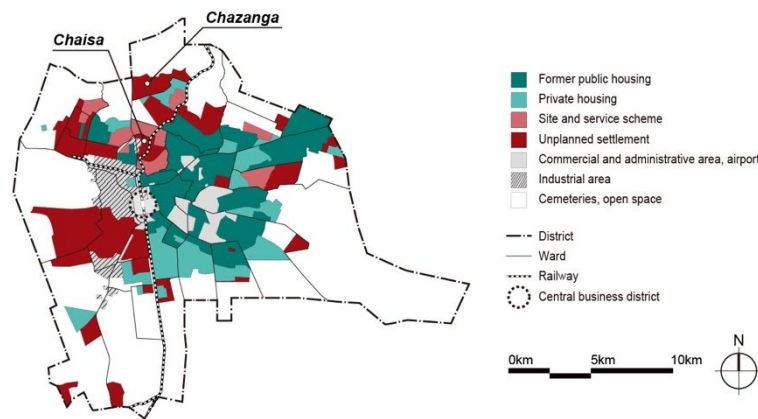 Chazanga
Chaisa
Former public housing
Private housing
Site and service scheme
Unplanned settlement
Commercial and administrative area, airport
Industrial area
Cemeteries, open space
District
Ward
Railway
Central business district
N
0km 5km 10km